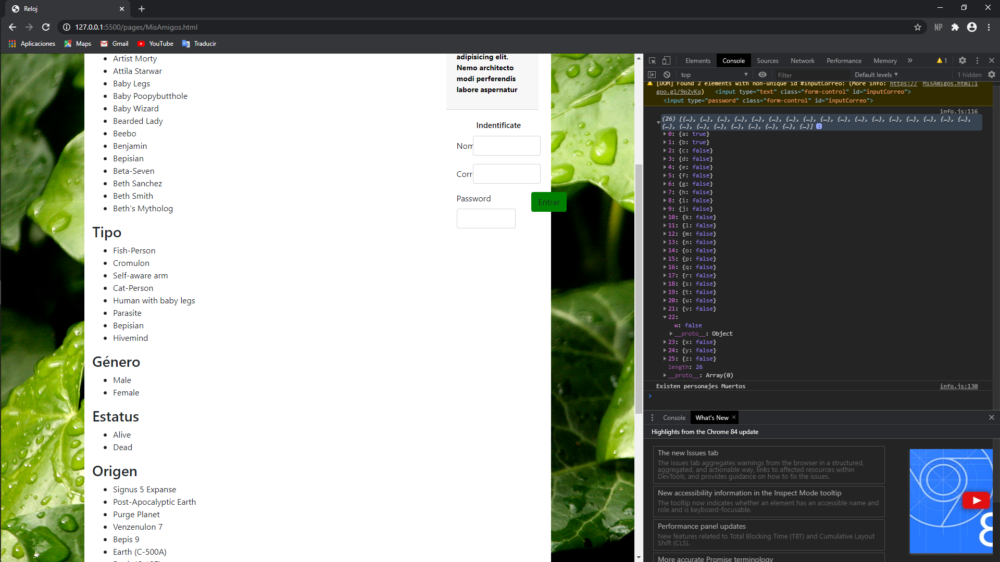 Reloj
127.0.0.1:5500/pages/MisAmigos.html
NP
Aplicaciones
Maps
Gmail
YouTube
Traducir
Artist Morty
Attila Starwar
Baby Legs
Baby Poopybutthole
Baby Wizard
Bearded Lady
Beebo
Benjamin
Bepisian
Beta-Seven
Beth Sanchez
Beth Smith
Beth's Mytholog
Tipo
Fish-Person
Cromulon
Self-aware arm
Cat-Person
Human with baby legs
Parasite
Bepisian
Hivemind
Género
Male
Female
Estatus
Alive
Dead
Origen
Signus 5 Expanse
Post-Apocalyptic Earth
Purge Planet
Venzenulon 7
Bepis 9
Earth (C-500A)
adipisicing elit.
Nemo architecto
modi perferendis
labore aspernatur
Indentificate
Nom
Corr
Password
Entrar
Elements Console Sources Network Performance Memory » 1
top Filter Default levels 1 hidden
[DOM] Found 2 elements with non-unique id #inputCorreo: (More info: https:// MisAmigos.html:1
goo.gl/9p2vKq) <input type="text" class="form-control" id="inputCorreo">
<input type="password" class="form-control" id="inputCorreo">
info.js:116
(26) [{…}, {…}, {…}, {…}, {…}, {…}, {…}, {…}, {…}, {…}, {…}, {…}, {…}, {…}, {…}, {…}, {…},
{…}, {…}, {…}, {…}, {…}, {…}, {…}, {…}, {…}]
0: {a: true}
1: {b: true}
2: {c: false}
3: {d: false}
4: {e: false}
5: {f: false}
6: {g: false}
7: {h: false}
8: {i: false}
9: {j: false}
10: {k: false}
11: {l: false}
12: {m: false}
13: {n: false}
14: {o: false}
15: {p: false}
16: {q: false}
17: {r: false}
18: {s: false}
19: {t: false}
20: {u: false}
21: {v: false}
22:
w: false
__proto__: Object
23: {x: false}
24: {y: false}
25: {z: false}
length: 26
__proto__: Array(0)
Existen personajes Muertos info.js:130
Console What's New
Highlights from the Chrome 84 update
The new Issues tab
The Issues tab aggregates warnings from the browser in a structured,
aggregated, and actionable way, links to affected resources within
DevTools, and provides guidance on how to fix the issues.
New accessibility information in the Inspect Mode tooltip
The tooltip now indicates whether an element has an accessible name and
role and is keyboard-focusable.
Performance panel updates
New features related to Total Blocking Time (TBT) and Cumulative Layout
Shift (CLS).
More accurate Promise terminology
8